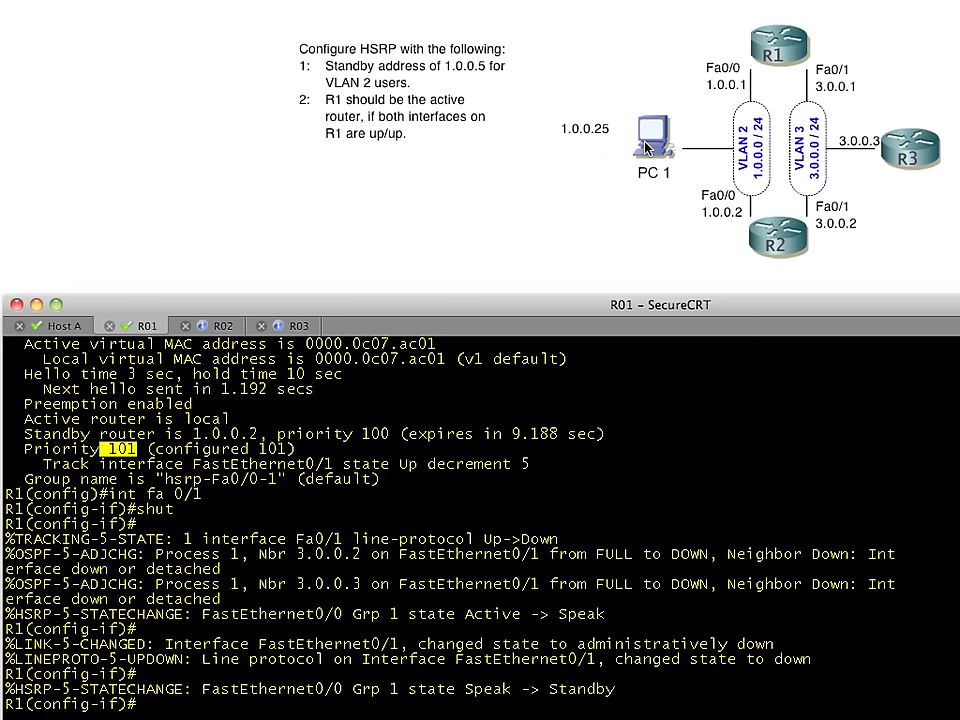 Configure HSRP with the following:
1: Standby address of 1.0.0.5 for
VLAN 2 users.
2: R1 should be the active
router, if both interfaces on
R1 are up/up.
R1
Fa0/0
1.0.0.1
Fa0/1
3.0.0.1
1.0.0.25
PC 1
VLAN 2
1.0.0.0 / 24
VLAN 3
3.0.0.0 / 24
3.0.0.3
R3
Fa0/0
1.0.0.2
Fa0/1
3.0.0.2
R2
R01 - SecureCRT
Host A
R01
R02
R03
Active virtual MAC address is 0000.0c07.ac01
Local virtual MAC address is 0000.0c07.ac01 (v1 default)
Hello time 3 sec, hold time 10 sec
Next hello sent in 1.192 secs
Preemption enabled
Active router is local
Standby router is 1.0.0.2, priority 100 (expires in 9.188 sec)
Priority 101 (configured 101)
Track interface FastEthernet0/1 state Up decrement 5
Group name is "hsrp-Fa0/0-1" (default)
R1(config)#int fa 0/1
R1(config-if)#shut
R1(config-if)#
%TRACKING-5-STATE: 1 interface Fa0/1 line-protocol Up->Down
%OSPF-5-ADJCHG: Process 1, Nbr 3.0.0.2 on FastEthernet0/1 from FULL to DOWN, Neighbor Down: Int
erface down or detached
%OSPF-5-ADJCHG: Process 1, Nbr 3.0.0.3 on FastEthernet0/1 from FULL to DOWN, Neighbor Down: Int
erface down or detached
%HSRP-5-STATECHANGE: FastEthernet0/0 Grp 1 state Active -> Speak
R1(config-if)#
%LINK-5-CHANGED: Interface FastEthernet0/1, changed state to administratively down
%LINEPROTO-5-UPDOWN: Line protocol on Interface FastEthernet0/1, changed state to down
R1(config-if)#
%HSRP-5-STATECHANGE: FastEthernet0/0 Grp 1 state Speak -> Standby
R1(config-if)#